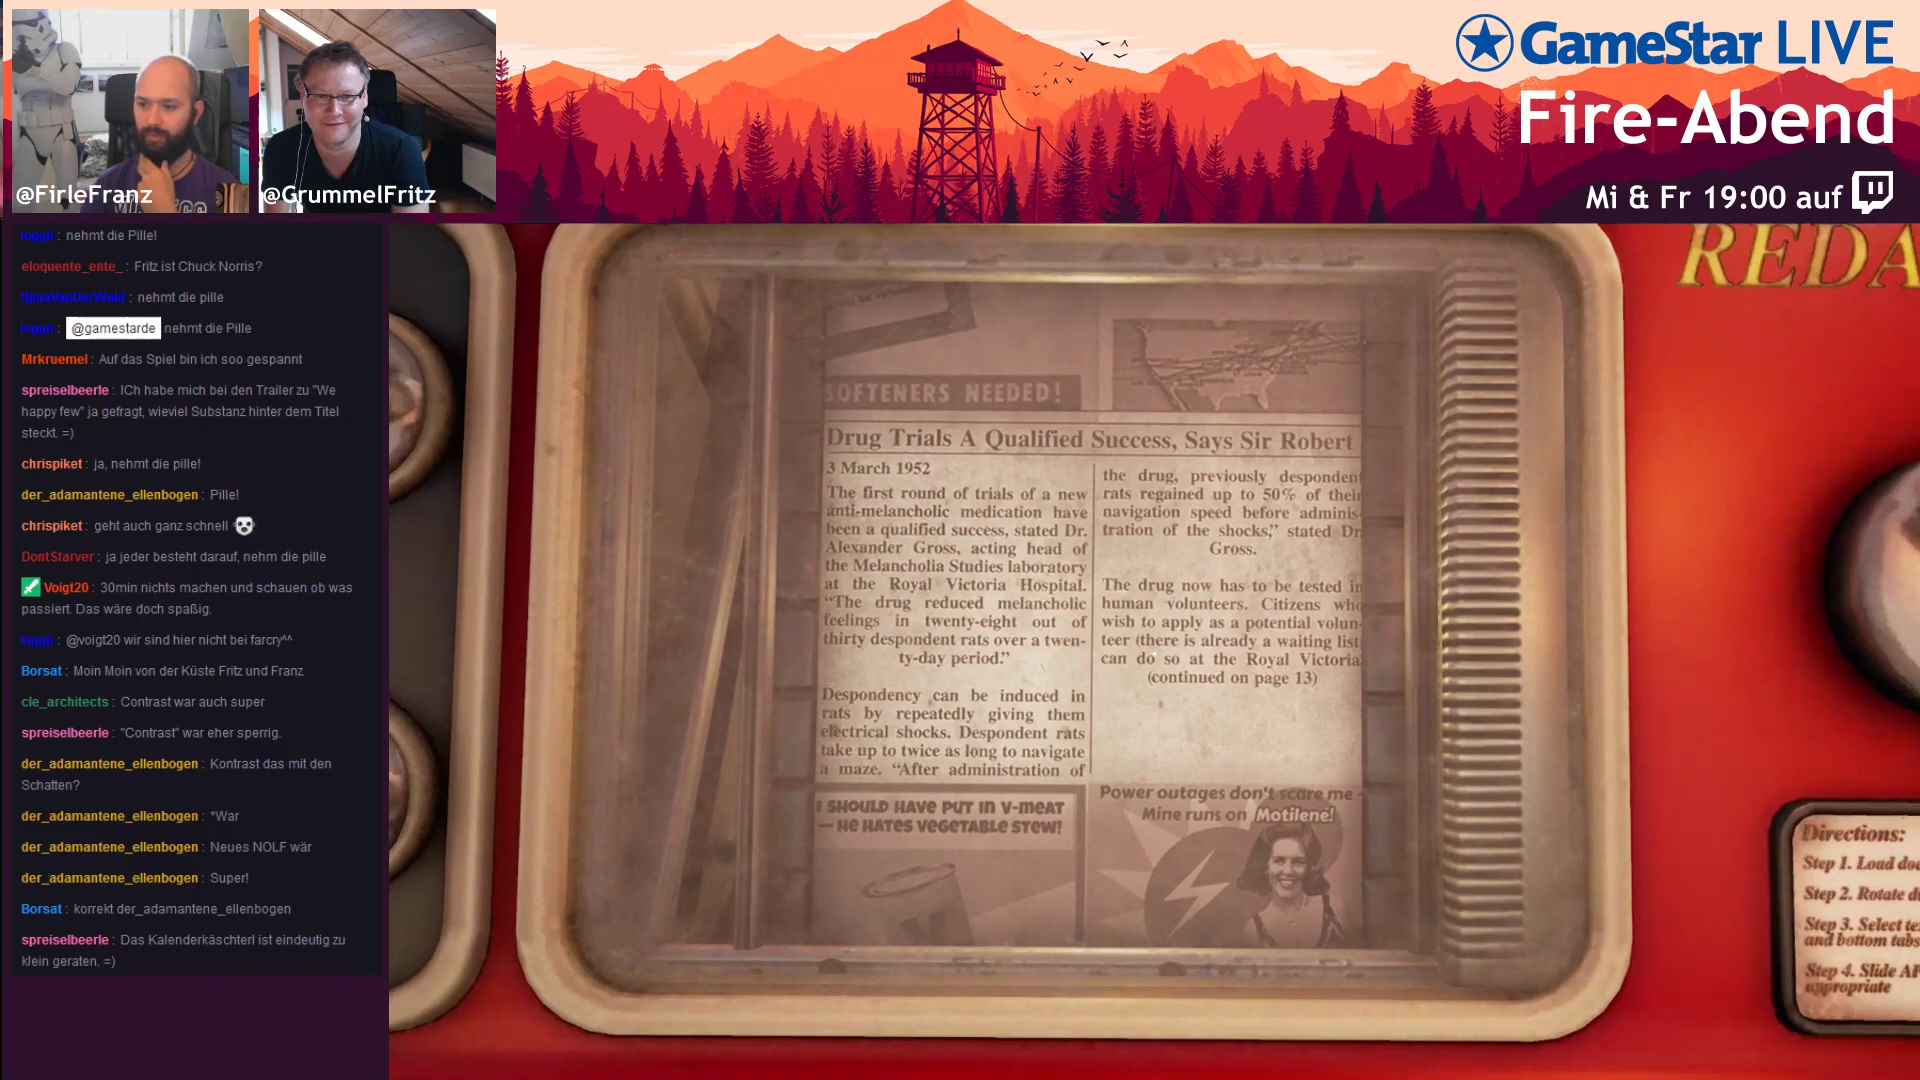 @FirleFranz
@GrummelFritz
GameStar LIVE
Fire-Abend
Mi & Fr 19:00 auf
loggn : nehmt die Pille!
eloquente_ente_ : Fritz ist Chuck Norris?
NjniaVanDerWald : nehmt die pille
loggn : @gamestarde nehmt die Pille
Mrkruemel : Auf das Spiel bin ich soo gespannt
spreiselbeerle : ICh habe mich bei den Trailer zu "We
happy few" ja gefragt, wieviel Substanz hinter dem Titel
steckt. =)
chrispiket : ja, nehmt die pille!
der_adamantene_ellenbogen : Pille!
chrispiket : geht auch ganz schnell
DontStarver : ja jeder besteht darauf, nehm die pille
Voigt20 : 30min nichts machen und schauen ob was
passiert. Das wäre doch spaßig.
loggn : @voigt20 wir sind hier nicht bei farcry^^
Borsat : Moin Moin von der Küste Fritz und Franz
cle_architects : Contrast war auch super
spreiselbeerle : "Contrast" war eher sperrig.
der_adamantene_ellenbogen : Kontrast das mit den
Schatten?
der_adamantene_ellenbogen : *War
der_adamantene_ellenbogen : Neues NOLF wär
der_adamantene_ellenbogen : Super!
Borsat : korrekt der_adamantene_ellenbogen
spreiselbeerle : Das Kalenderkäschterl ist eindeutig zu
klein geraten. =)
SOFTENERS NEEDED!
Drug Trials A Qualified Success, Says Sir Robert
3 March 1952
The first round of trials of a new
anti-melancholic medication have
been a qualified success, stated Dr.
Alexander Gross, acting head of
the Melancholia Studies laboratory
at the Royal Victoria Hospital.
“The drug reduced melancholic
feelings in twenty-eight out of
thirty despondent rats over a twen-
ty-day period.”
Despondency can be induced in
rats by repeatedly giving them
electrical shocks. Despondent rats
take up to twice as long to navigate
a maze. “After administration of
the drug, previously despondent
rats regained up to 50% of their
navigation speed before adminis-
tration of the shocks,” stated Dr
Gross.
The drug now has to be tested in
human volunteers. Citizens who
wish to apply as a potential volun-
teer (there is already a waiting list
can do so at the Royal Victoria
(continued on page 13)
I SHOULD HAVE PUT IN V-MEAT
— HE HATES VEGETABLE STEW!
Power outages don't scare me -
Mine runs on Motilene!
REDA
Directions:
Step 1. Load do
Step 2. Rotate d
Step 3. Select te
and bottom tabs
Step 4. Slide AP
appropriate